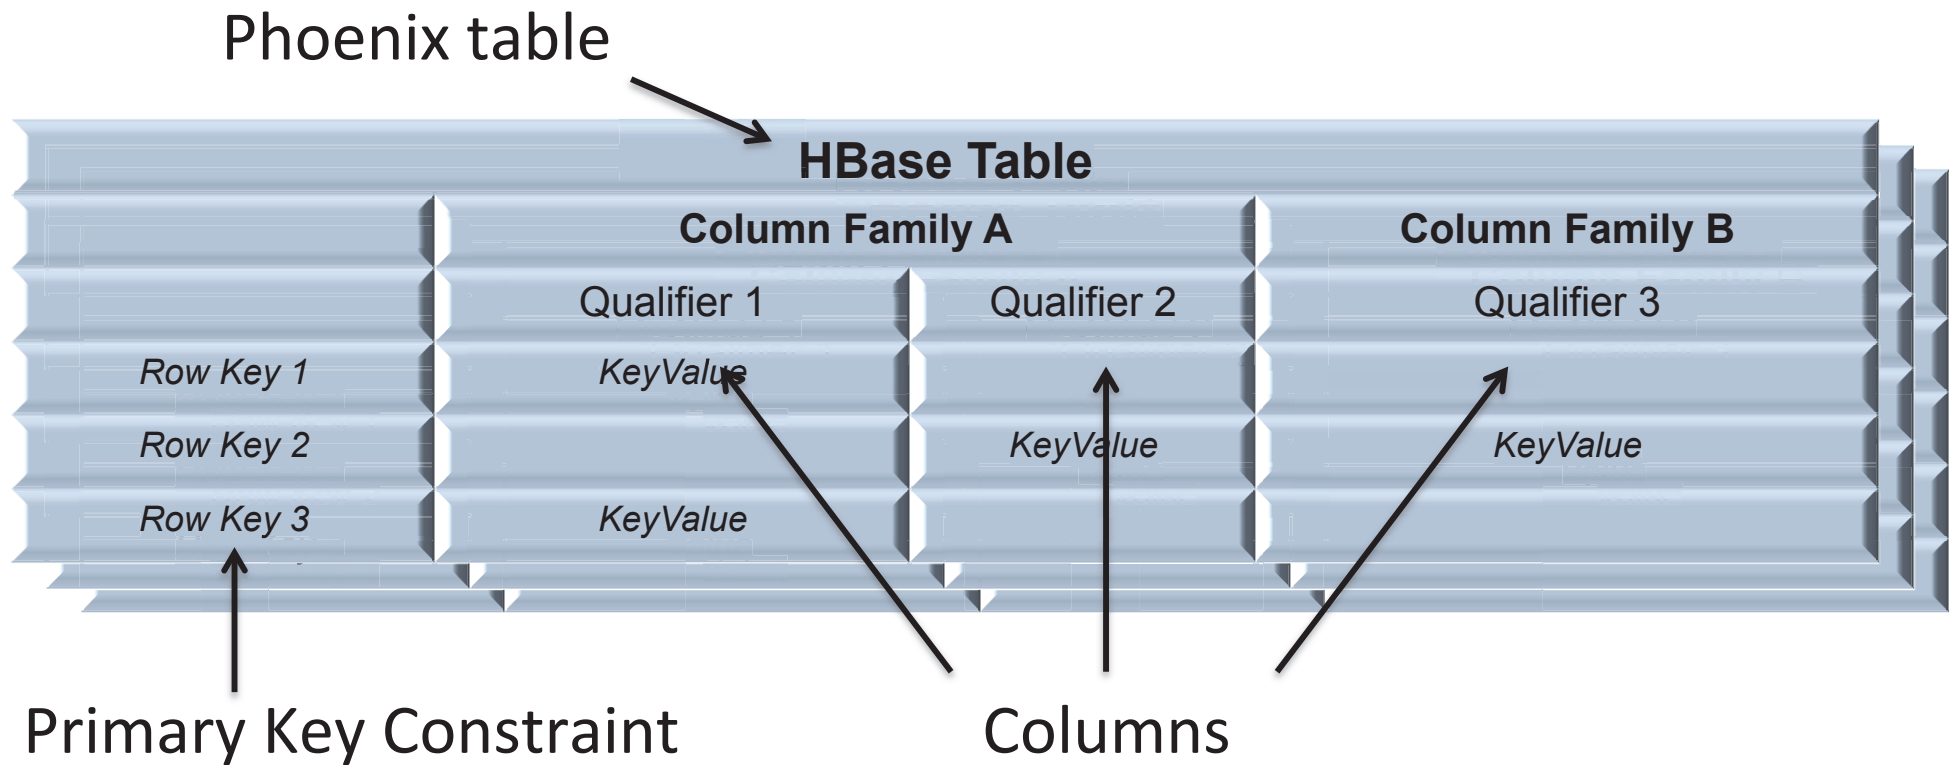 Phoenix table
HBase Table
Column Family A Column Family B
Qualifier 1 Qualifier 2 Qualifier 3
Row Key 1 KeyValue
Row Key 2 KeyValue KeyValue
Row Key 3 KeyValue
Primary Key Constraint Columns